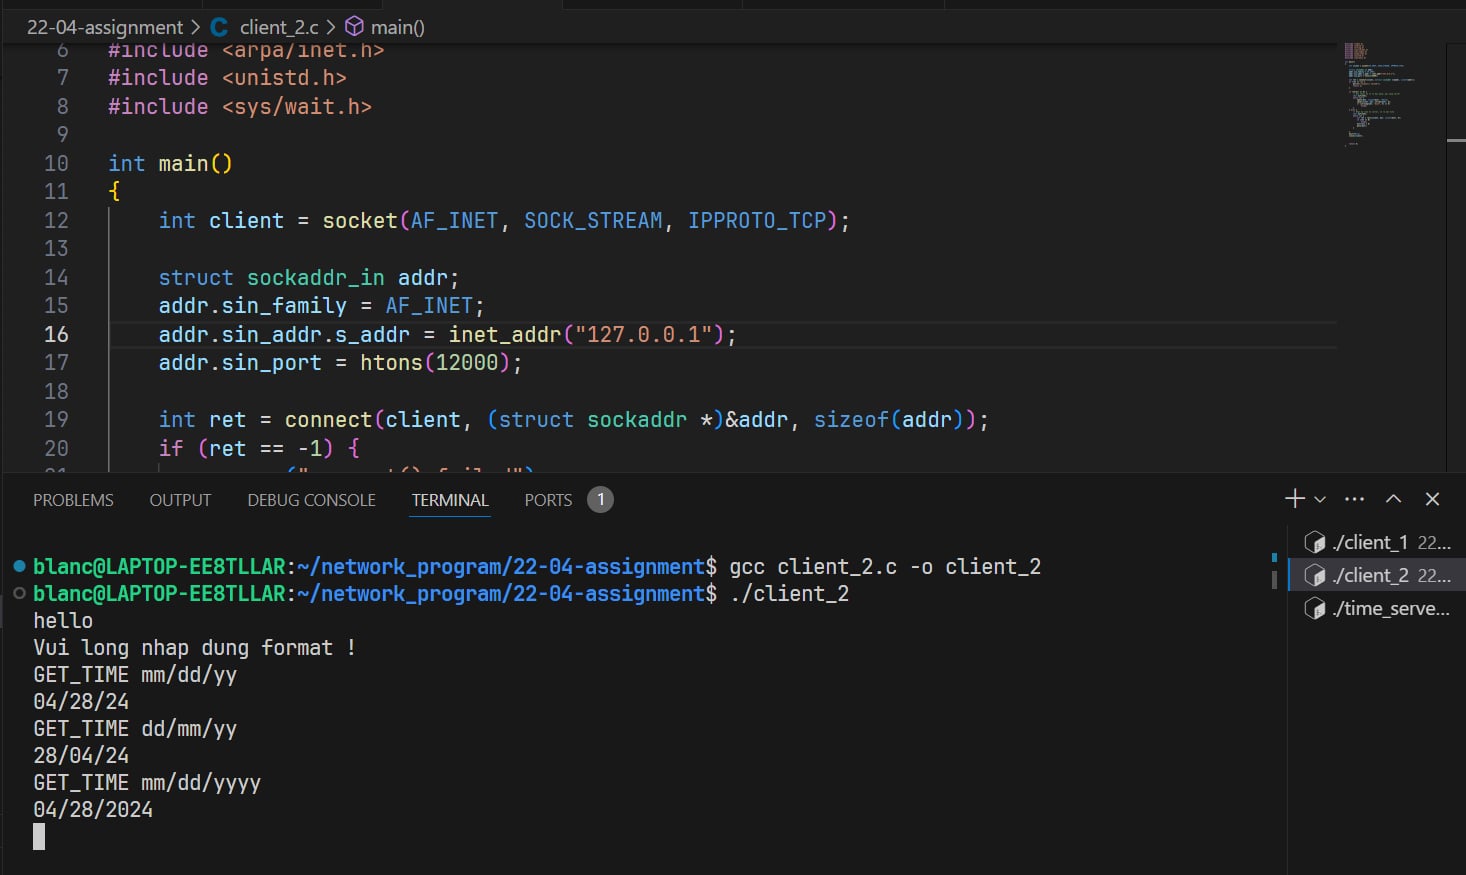 22-04-assignment > C client_2.c > main()
6 #include <arpa/inet.h>
7 #include <unistd.h>
8 #include <sys/wait.h>
9
10 int main()
11 {
12 int client = socket(AF_INET, SOCK_STREAM, IPPROTO_TCP);
13
14 struct sockaddr_in addr;
15 addr.sin_family = AF_INET;
16 addr.sin_addr.s_addr = inet_addr("127.0.0.1");
17 addr.sin_port = htons(12000);
18
19 int ret = connect(client, (struct sockaddr *)&addr, sizeof(addr));
20 if (ret == -1) {
PROBLEMS OUTPUT DEBUG CONSOLE TERMINAL PORTS 1
blanc@LAPTOP-EE8TLLAR:~/network_program/22-04-assignment$ gcc client_2.c -o client_2
blanc@LAPTOP-EE8TLLAR:~/network_program/22-04-assignment$ ./client_2
hello
Vui long nhap dung format !
GET_TIME mm/dd/yy
04/28/24
GET_TIME dd/mm/yy
28/04/24
GET_TIME mm/dd/yyyy
04/28/2024
./client_1 22...
./client_2 22...
./time_serve...